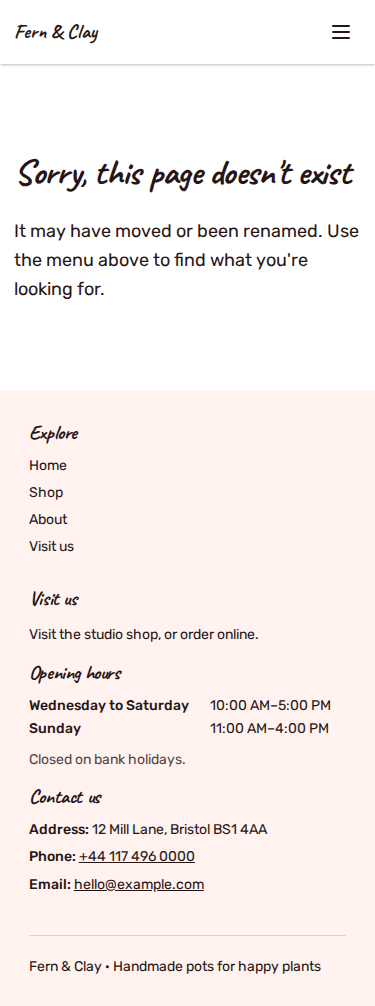 Fern & Clay
Sorry, this page doesn't exist
It may have moved or been renamed. Use
the menu above to find what you're
looking for.
Explore
Home
Shop
About
Visit us
Visit us
Visit the studio shop, or order online.
Opening hours
Wednesday to Saturday 10:00 AM–5:00 PM
Sunday 11:00 AM–4:00 PM
Closed on bank holidays.
Contact us
Address: 12 Mill Lane, Bristol BS1 4AA
Phone: +44 117 496 0000
Email: hello@example.com
Fern & Clay • Handmade pots for happy plants